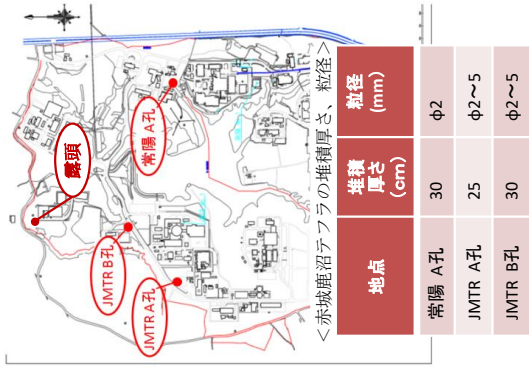 露頭
常陽 A孔
JMTR B孔
JMTR A孔
＜赤城鹿沼テフラの堆積厚さ、粒径＞
地点 堆積厚さ(cm) 粒径(mm)
常陽 A孔 30 φ2
JMTR A孔 25 φ2～5
JMTR B孔 30 φ2～5